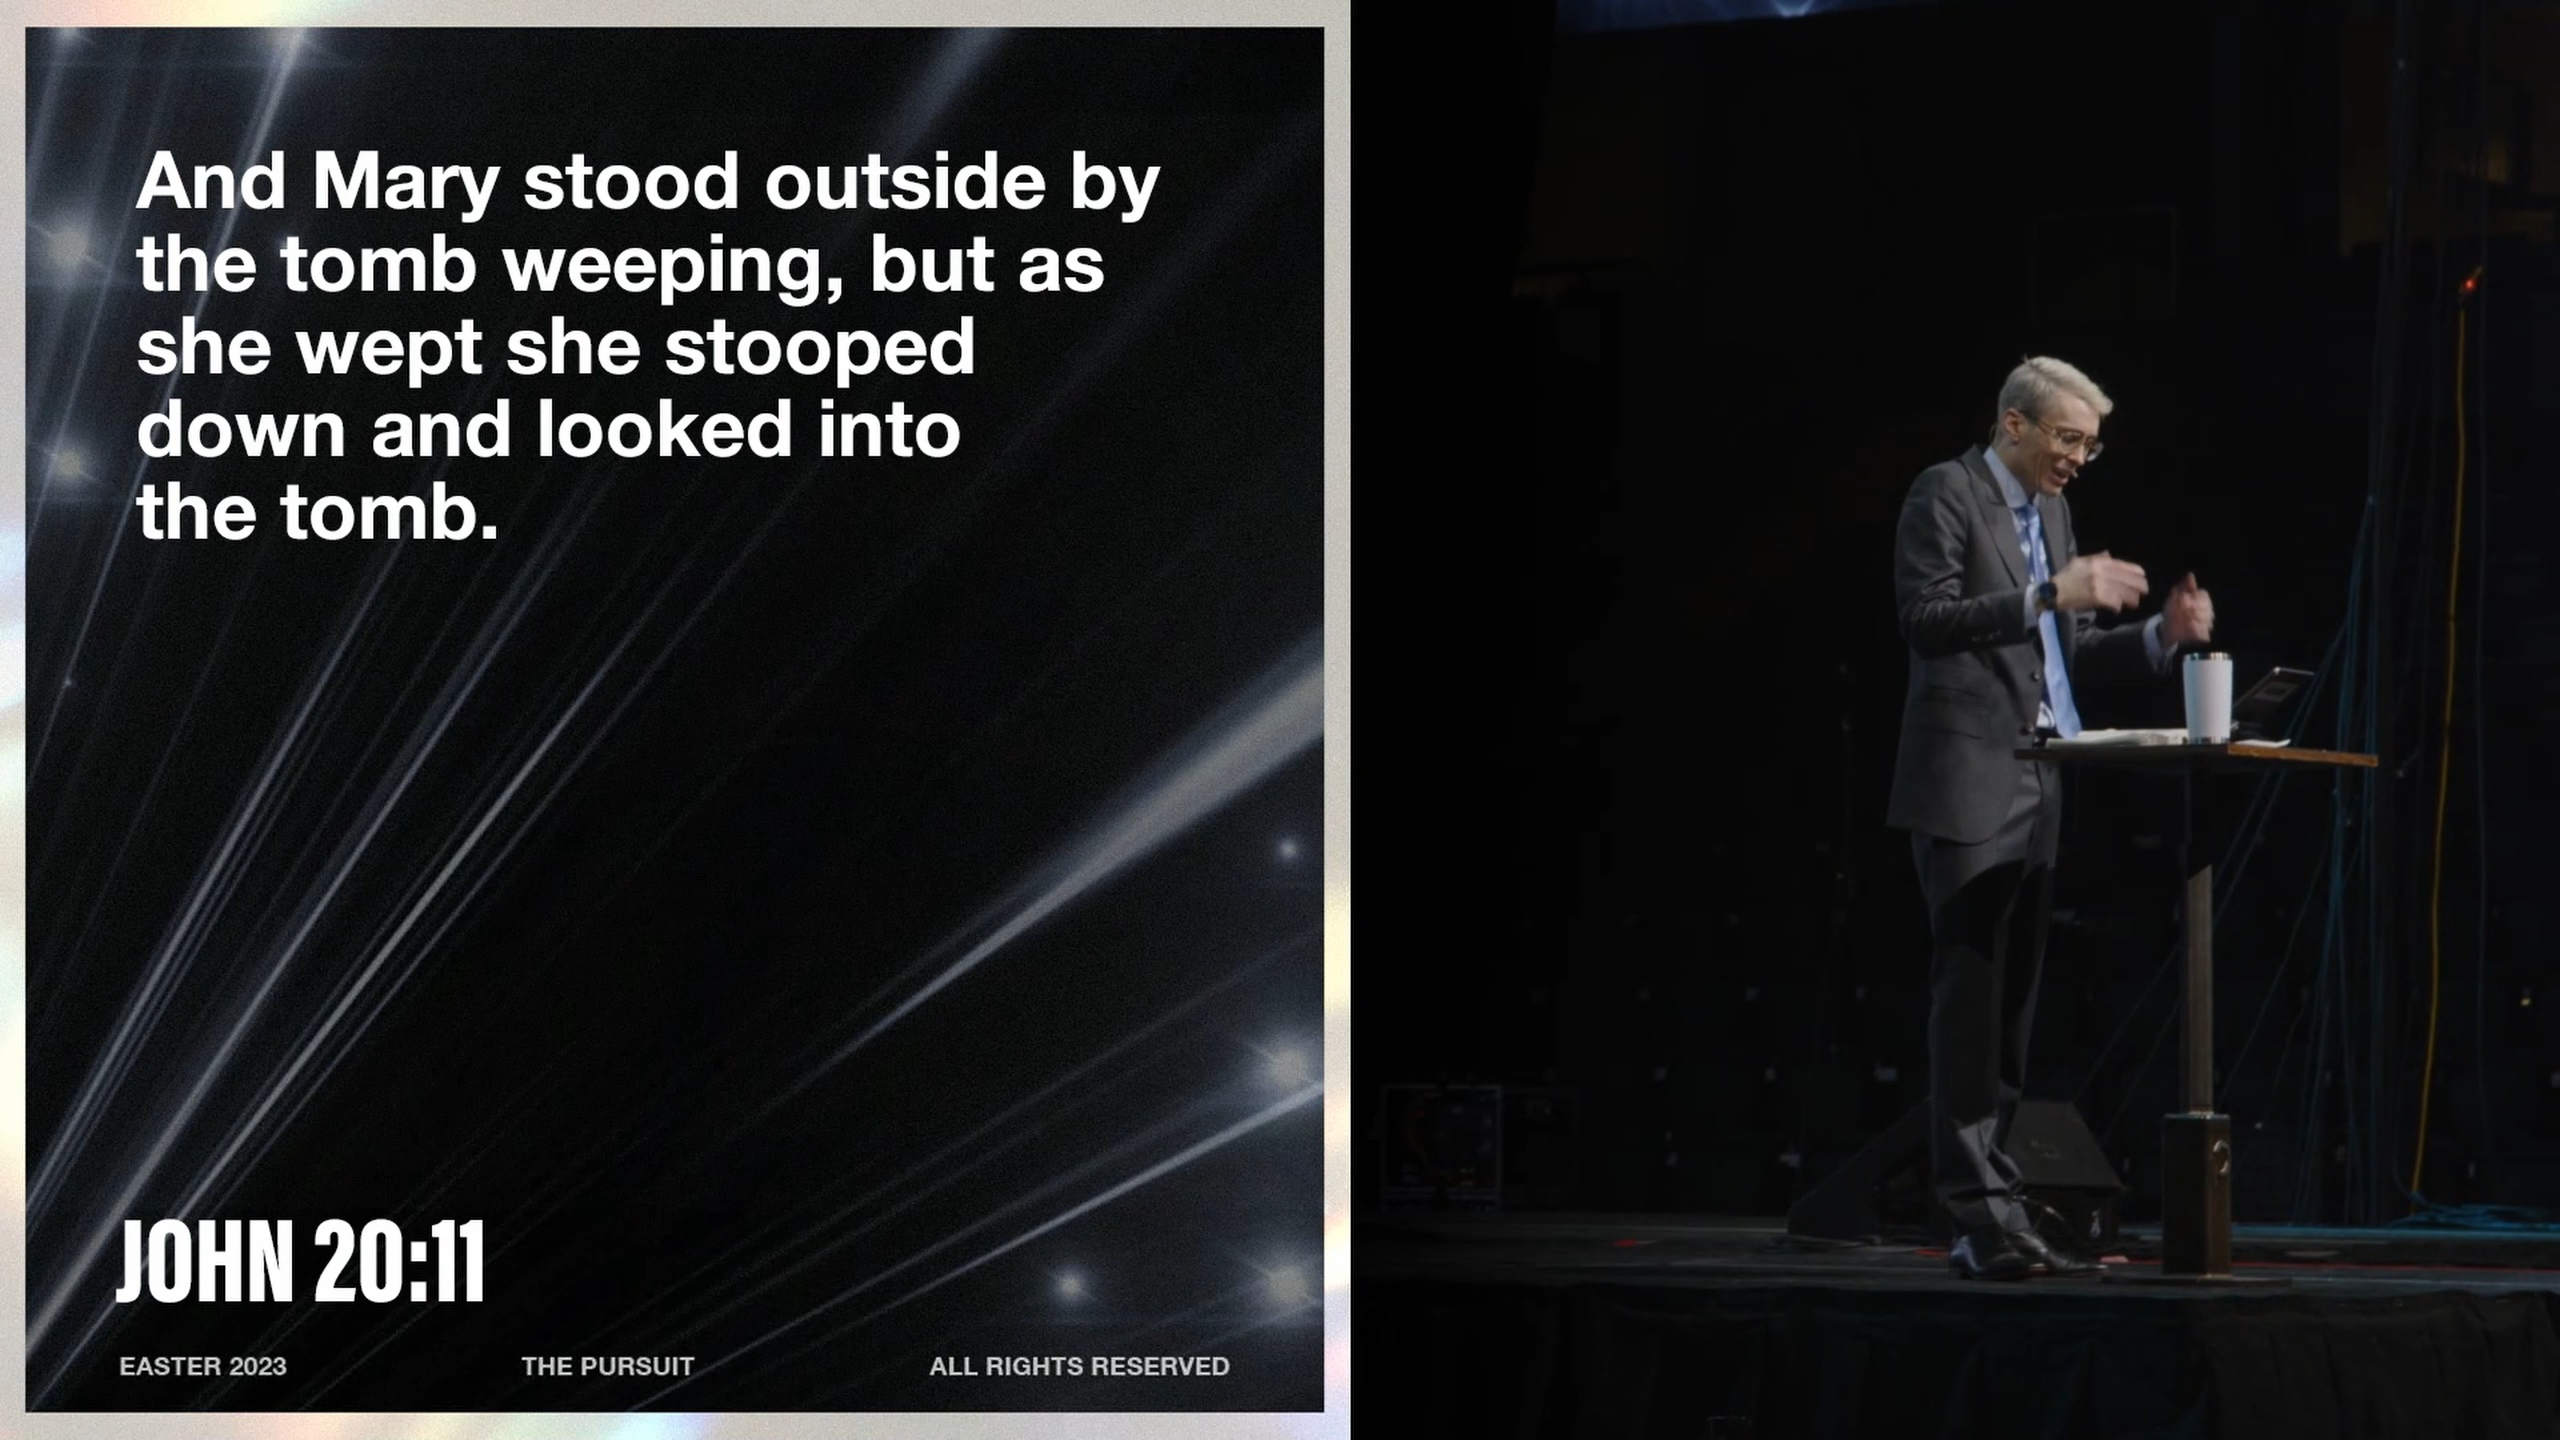 And Mary stood outside by
the tomb weeping, but as
she wept she stooped
down and looked into
the tomb.
JOHN 20:11
EASTER 2023 THE PURSUIT ALL RIGHTS RESERVED